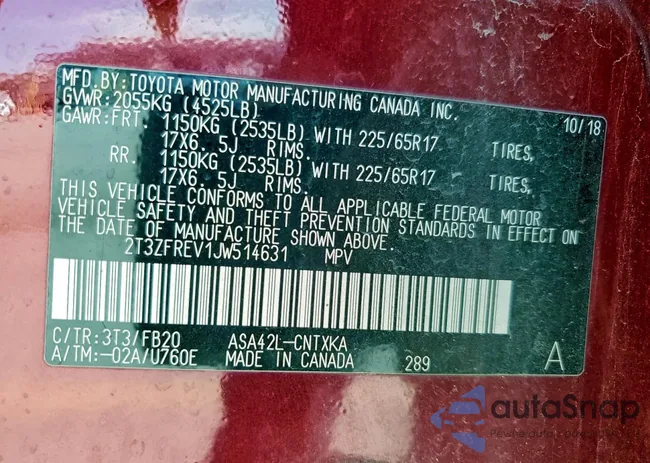 MFD. BY: TOYOTA MOTOR MANUFACTURING CANADA INC.
GVWR: 2055KG (4525LB) 10/18
GAWR: FRT. 1150KG (2535LB) WITH 225/65R17 TIRES,
17X6. 5J RIMS.
RR. 1150KG (2535LB) WITH 225/65R17 TIRES,
17X6. 5J RIMS.
THIS VEHICLE CONFORMS TO ALL APPLICABLE FEDERAL MOTOR
VEHICLE SAFETY AND THEFT PREVENTION STANDARDS IN EFFECT ON
THE DATE OF MANUFACTURE SHOWN ABOVE.
2T3ZFREV1JW514631 MPV
C/TR: 3T3/FB20 ASA42L-CNTXKA
A/TM: -02A/U760E MADE IN CANADA 289 A
autaSnap